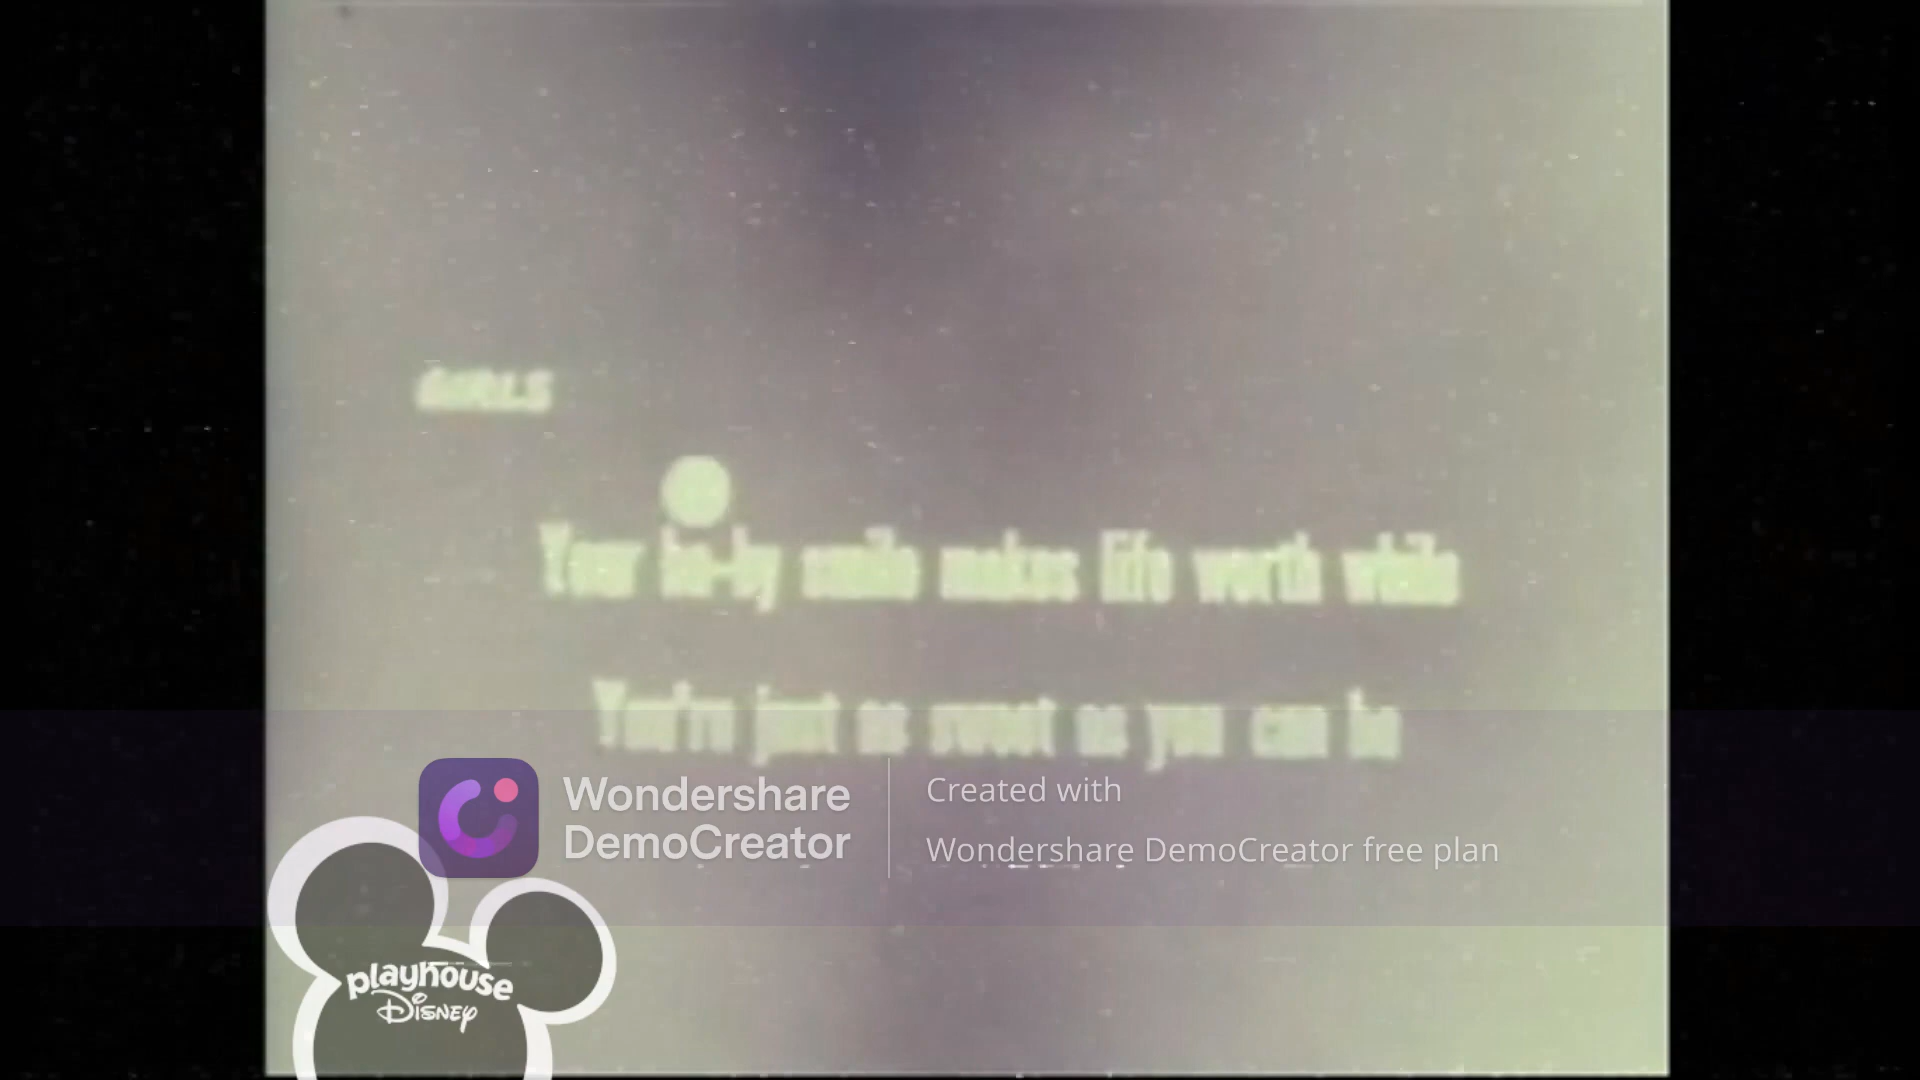 GIRLS
Your ba-by smile makes life worth while
You're just as sweet as you can be
Wondershare
DemoCreator
Created with
Wondershare DemoCreator free plan
playhouse
Disney